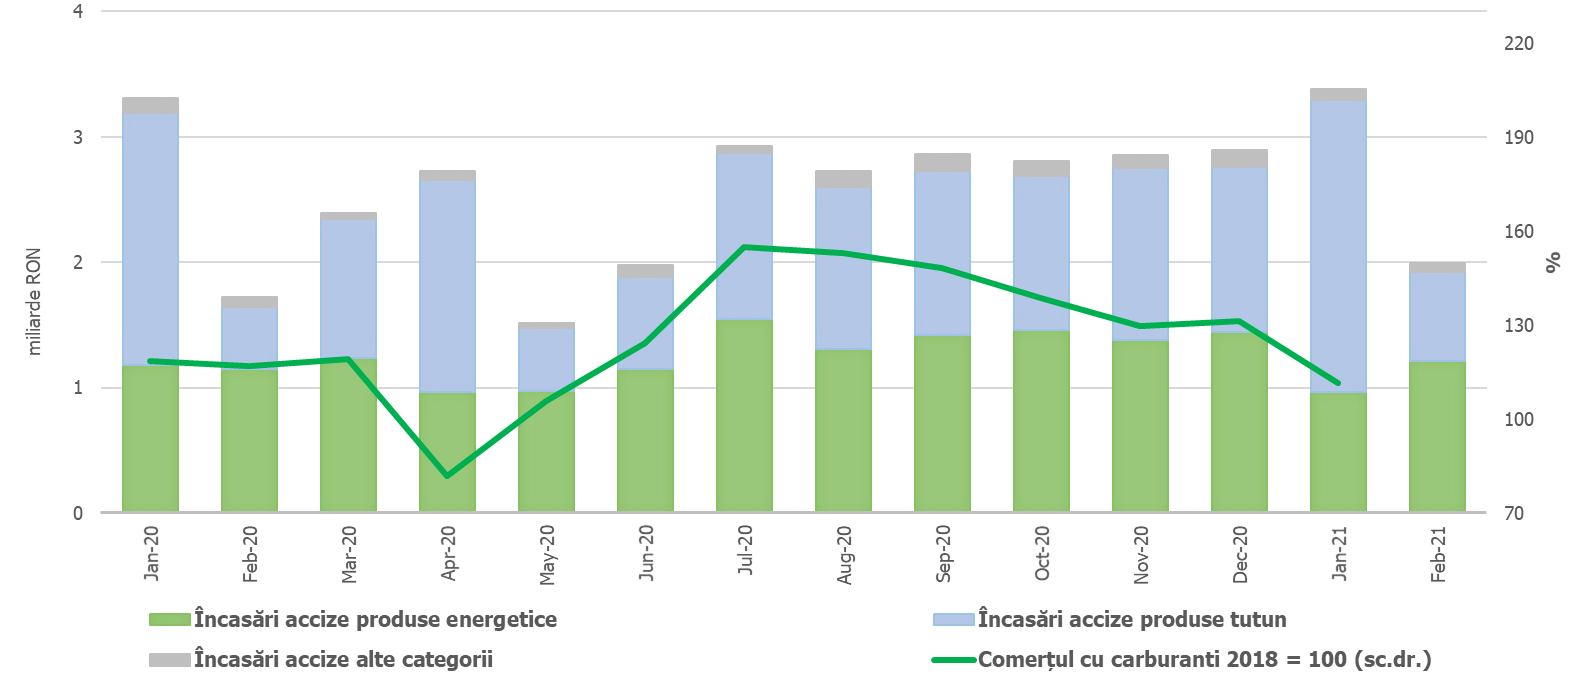 4
3
2
1
0
miliarde RON
220
190
160
130
100
70
%
Jan-20
Feb-20
Mar-20
Apr-20
May-20
Jun-20
Jul-20
Aug-20
Sep-20
Oct-20
Nov-20
Dec-20
Jan-21
Feb-21
Încasări accize produse energetice
Încasări accize produse tutun
Încasări accize alte categorii
Comerțul cu carburanti 2018 = 100 (sc.dr.)